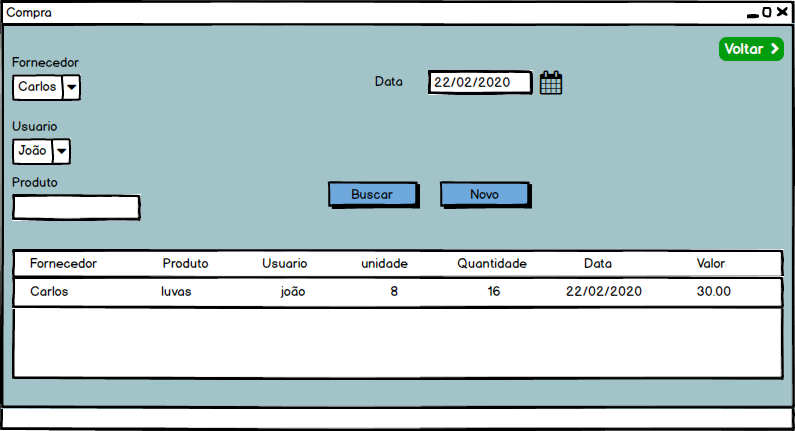 Compra
Voltar
Fornecedor
Carlos
Data 22/02/2020
Usuario
João
Produto
Buscar Novo
Fornecedor Produto Usuario unidade Quantidade Data Valor
Carlos luvas joão 8 16 22/02/2020 30.00